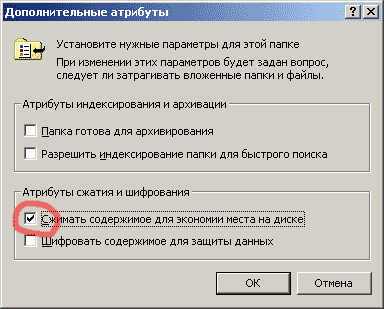 Дополнительные атрибуты
Установите нужные параметры для этой папке
При изменении этих параметров будет задан вопрос,
следует ли затрагивать вложенные папки и файлы.
Атрибуты индексирования и архивации
Папка готова для архивирования
Разрешить индексирование папки для быстрого поиска
Атрибуты сжатия и шифрования
Сжимать содержимое для экономии места на диске
Шифровать содержимое для защиты данных
OK
Отмена